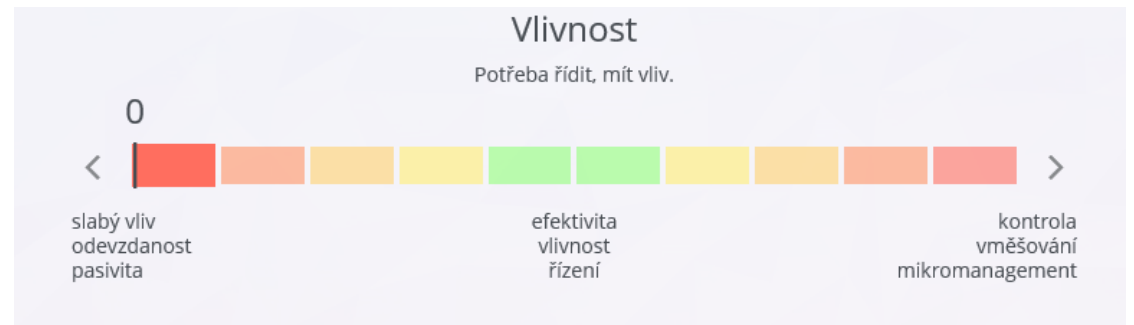 Vlivnost
Potřeba řídit, mít vliv.
0
slabý vliv
odevzdanost
pasivita
efektivita
vlivnost
řízení
kontrola
vměšování
mikromanagement